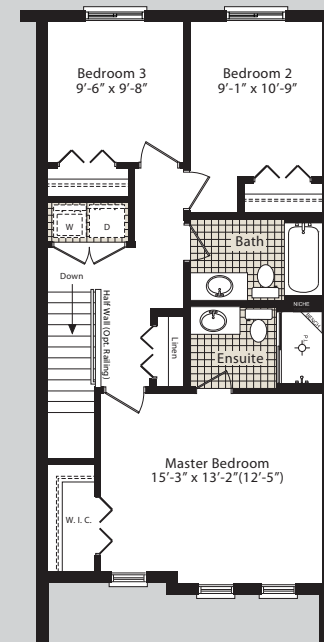 Bedroom 3
9’-6” x 9’-8”
Bedroom 2
9’-1” x 10’-9”
W
D
Bath
Down
Half Wall (Opt. Railing)
NICHE
BENCH
Linen
Ensuite
P.L.
Master Bedroom
15’-3” x 13’-2”(12’-5”)
W. I. C.